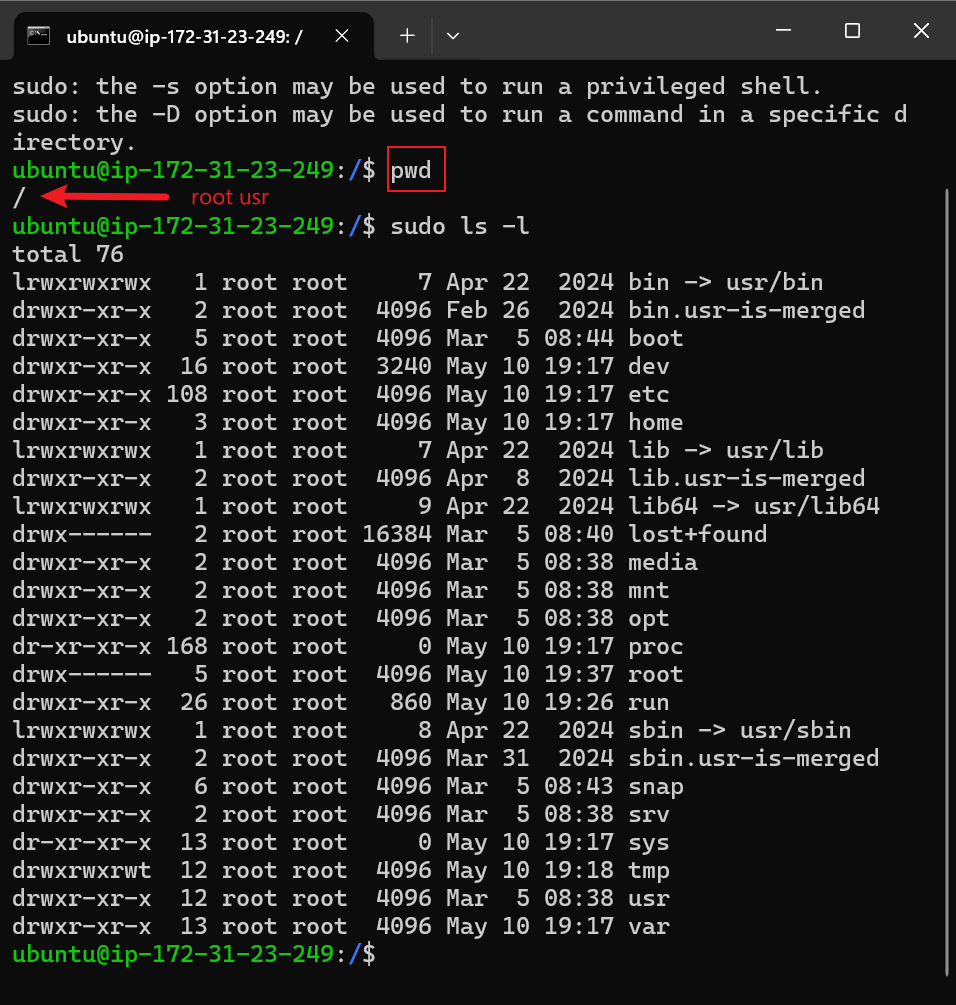 ubuntu@ip-172-31-23-249: /
sudo: the -s option may be used to run a privileged shell.
sudo: the -D option may be used to run a command in a specific d
irectory.
ubuntu@ip-172-31-23-249:/$ pwd
/ root usr
ubuntu@ip-172-31-23-249:/$ sudo ls -l
total 76
lrwxrwxrwx   1 root root     7 Apr 22  2024 bin -> usr/bin
drwxr-xr-x   2 root root  4096 Feb 26  2024 bin.usr-is-merged
drwxr-xr-x   5 root root  4096 Mar  5 08:44 boot
drwxr-xr-x  16 root root  3240 May 10 19:17 dev
drwxr-xr-x 108 root root  4096 May 10 19:17 etc
drwxr-xr-x   3 root root  4096 May 10 19:17 home
lrwxrwxrwx   1 root root     7 Apr 22  2024 lib -> usr/lib
drwxr-xr-x   2 root root  4096 Apr  8  2024 lib.usr-is-merged
lrwxrwxrwx   1 root root     9 Apr 22  2024 lib64 -> usr/lib64
drwx------   2 root root 16384 Mar  5 08:40 lost+found
drwxr-xr-x   2 root root  4096 Mar  5 08:38 media
drwxr-xr-x   2 root root  4096 Mar  5 08:38 mnt
drwxr-xr-x   2 root root  4096 Mar  5 08:38 opt
dr-xr-xr-x 168 root root     0 May 10 19:17 proc
drwx------   5 root root  4096 May 10 19:37 root
drwxr-xr-x  26 root root   860 May 10 19:26 run
lrwxrwxrwx   1 root root     8 Apr 22  2024 sbin -> usr/sbin
drwxr-xr-x   2 root root  4096 Mar 31  2024 sbin.usr-is-merged
drwxr-xr-x   6 root root  4096 Mar  5 08:43 snap
drwxr-xr-x   2 root root  4096 Mar  5 08:38 srv
dr-xr-xr-x  13 root root     0 May 10 19:17 sys
drwxrwxrwt  12 root root  4096 May 10 19:18 tmp
drwxr-xr-x  12 root root  4096 Mar  5 08:38 usr
drwxr-xr-x  13 root root  4096 May 10 19:17 var
ubuntu@ip-172-31-23-249:/$